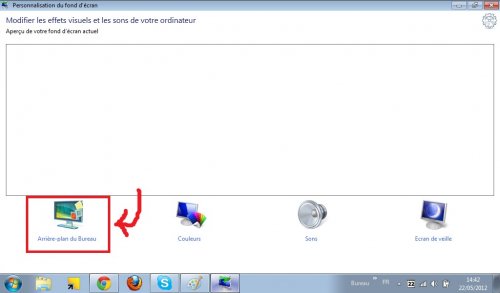 Personnalisation du fond d'écran
Modifier les effets visuels et les sons de votre ordinateur
Aperçu de votre fond d'écran actuel
Arrière-plan du Bureau
Couleurs
Sons
Ecran de veille
Bureau
FR
14:42
22/05/2012